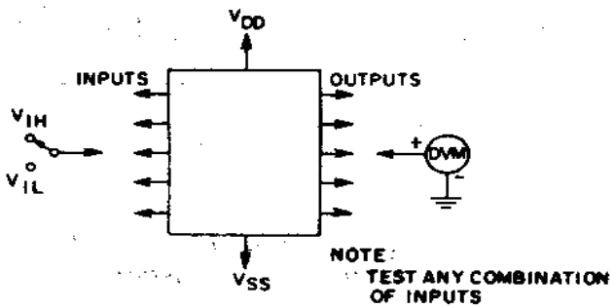 VDD
INPUTS
OUTPUTS
VIH
VIL
+
DVM
-
VSS
NOTE:
TEST ANY COMBINATION
OF INPUTS